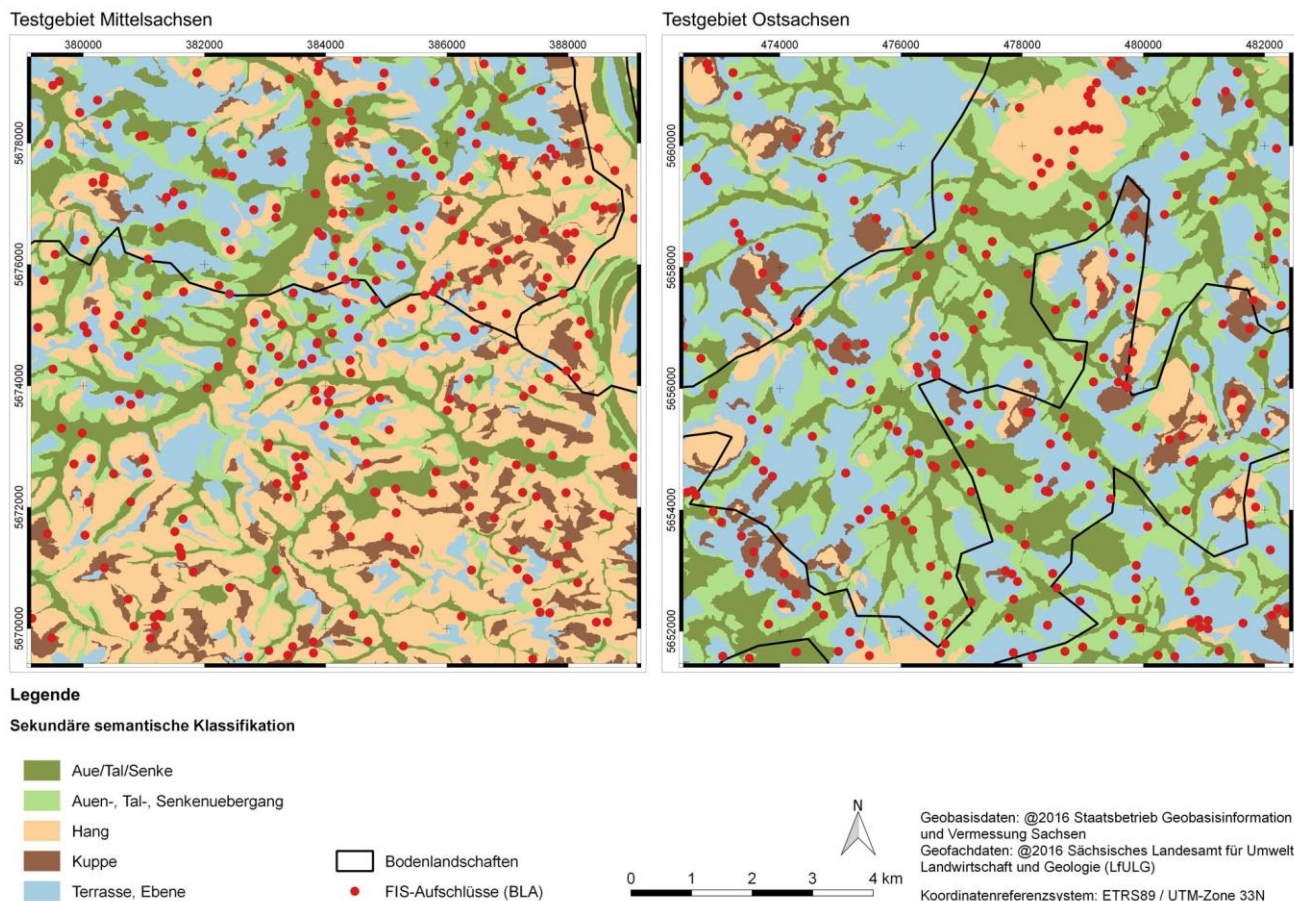 Testgebiet Mittelsachsen
380000 382000 384000 386000 388000
5678000
5676000
5674000
5672000
5670000
Testgebiet Ostsachsen
474000 476000 478000 480000 482000
5660000
5658000
5656000
5654000
5652000
Legende
Sekundäre semantische Klassifikation
Aue/Tal/Senke
Auen-, Tal-, Senkenuebergang
Hang
Kuppe
Terrasse, Ebene
Bodenlandschaften
FIS-Aufschlüsse (BLA)
N
0 1 2 3 4 km
Geobasisdaten: @2016 Staatsbetrieb Geobasisinformation
und Vermessung Sachsen
Geofachdaten: @2016 Sächsisches Landesamt für Umwelt
Landwirtschaft und Geologie (LfULG)
Koordinatenreferenzsystem: ETRS89 / UTM-Zone 33N